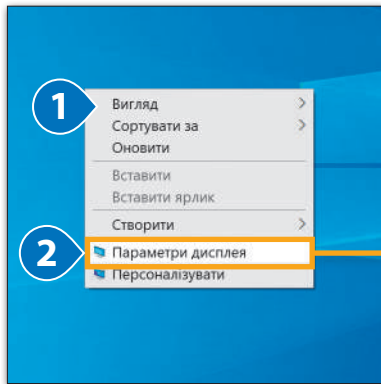 1
Вигляд
Сортувати за
Оновити
Вставити
Вставити ярлик
Створити
2
Параметри дисплея
Персоналізувати